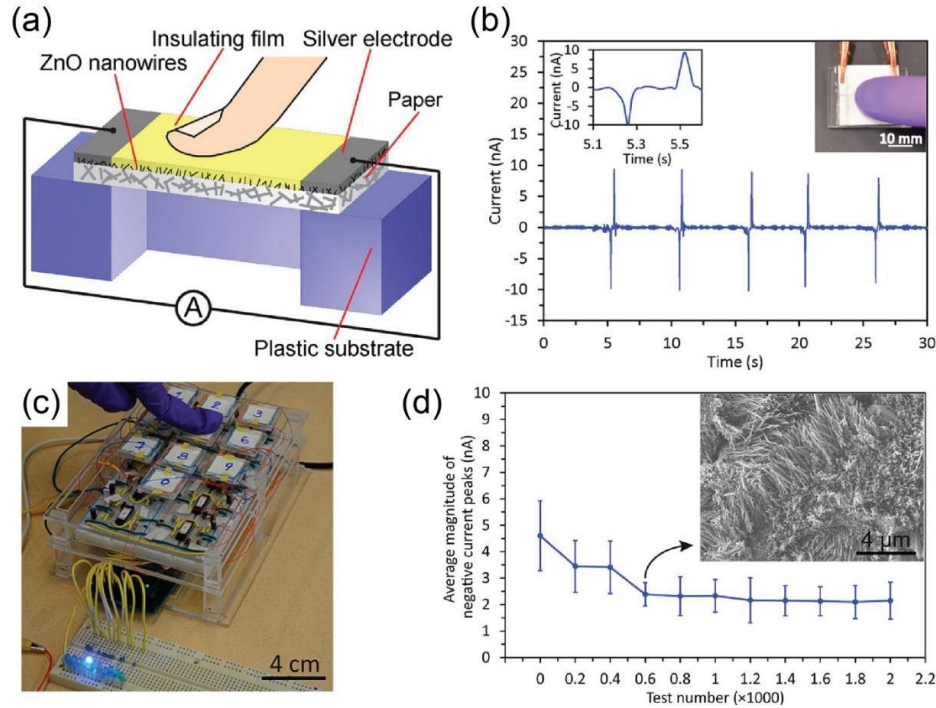 (a)
Insulating film
Silver electrode
ZnO nanowires
Paper
A
Plastic substrate
(b)
30
25
20
15
10
5
0
-5
-10
-15
Current (nA)
0
5
10
15
20
25
30
Time (s)
10
5
0
-5
-10
Current (nA)
5.1
5.3
5.5
Time (s)
10 mm
(c)
1
2
3
6
7
8
9
0
4 cm
(d)
10
9
8
7
6
5
4
3
2
1
0
Average magnitude of
negative current peaks (nA)
0
0.2
0.4
0.6
0.8
1
1.2
1.4
1.6
1.8
2
2.2
Test number (×1000)
4 μm